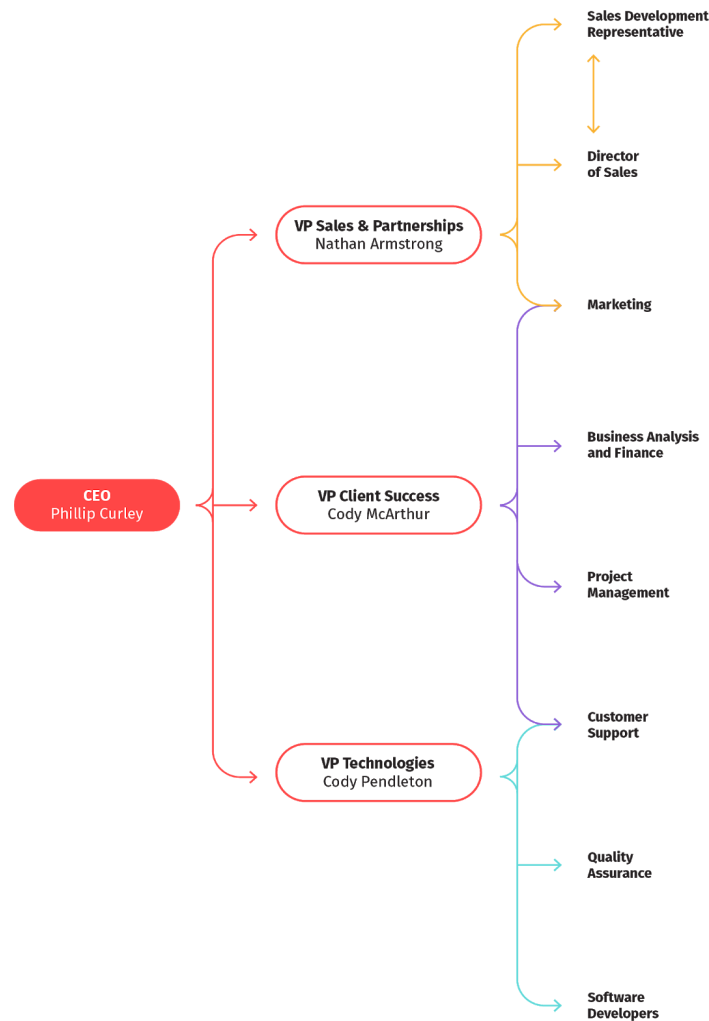 Sales Development
Representative
Director
of Sales
VP Sales & Partnerships
Nathan Armstrong
Marketing
Business Analysis
and Finance
CEO
Phillip Curley
VP Client Success
Cody McArthur
Project
Management
Customer
Support
VP Technologies
Cody Pendleton
Quality
Assurance
Software
Developers